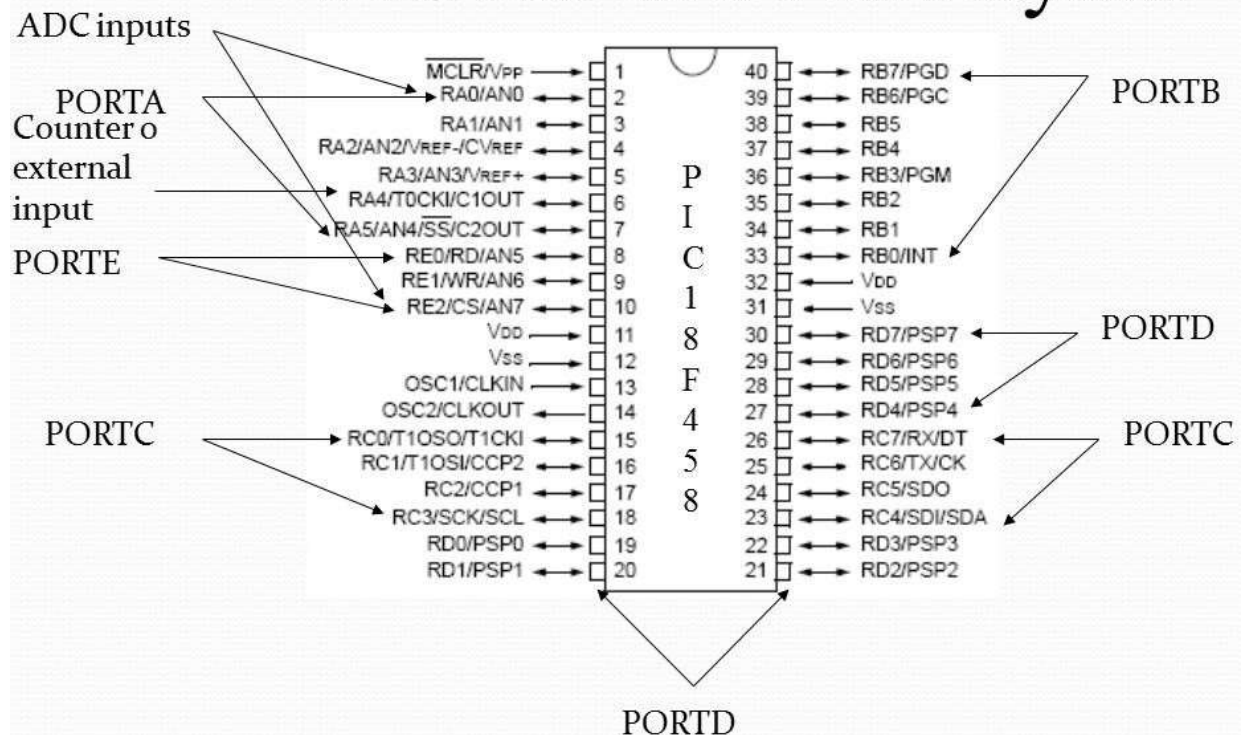 y
ADC inputs
PORTA
Counter o
external
input
PORTE
PORTC
MCLR/VPP 1
RA0/AN0 2
RA1/AN1 3
RA2/AN2/VREF-/CVREF 4
RA3/AN3/VREF+ 5
RA4/T0CKI/C1OUT 6
RA5/AN4/SS/C2OUT 7
RE0/RD/AN5 8
RE1/WR/AN6 9
RE2/CS/AN7 10
VDD 11
VSS 12
OSC1/CLKIN 13
OSC2/CLKOUT 14
RC0/T1OSO/T1CKI 15
RC1/T1OSI/CCP2 16
RC2/CCP1 17
RC3/SCK/SCL 18
RD0/PSP0 19
RD1/PSP1 20
P
I
C
1
8
F
4
5
8
40 RB7/PGD
39 RB6/PGC
38 RB5
37 RB4
36 RB3/PGM
35 RB2
34 RB1
33 RB0/INT
32 VDD
31 VSS
30 RD7/PSP7
29 RD6/PSP6
28 RD5/PSP5
27 RD4/PSP4
26 RC7/RX/DT
25 RC6/TX/CK
24 RC5/SDO
23 RC4/SDI/SDA
22 RD3/PSP3
21 RD2/PSP2
PORTB
PORTD
PORTC
PORTD